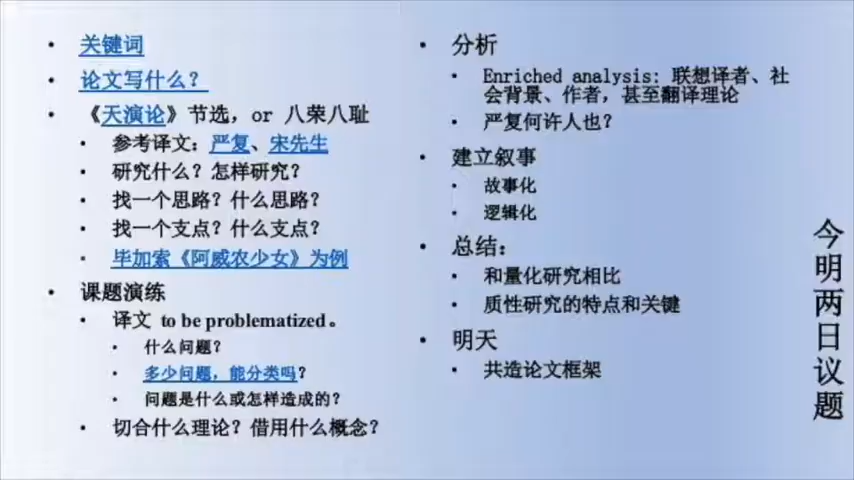 关键词
论文写什么？
《天演论》节选，or 八荣八耻
参考译文：严复、宋先生
研究什么？怎样研究？
找一个思路？什么思路？
找一个支点？什么支点？
毕加索《阿威农少女》为例
课题演练
译文 to be problematized。
什么问题？
多少问题，能分类吗？
问题是什么或怎样造成的？
切合什么理论？借用什么概念？
分析
Enriched analysis: 联想译者、社
会背景、作者，甚至翻译理论
严复何许人也？
建立叙事
故事化
逻辑化
总结：
和量化研究相比
质性研究的特点和关键
明天
共造论文框架
今明两日议题